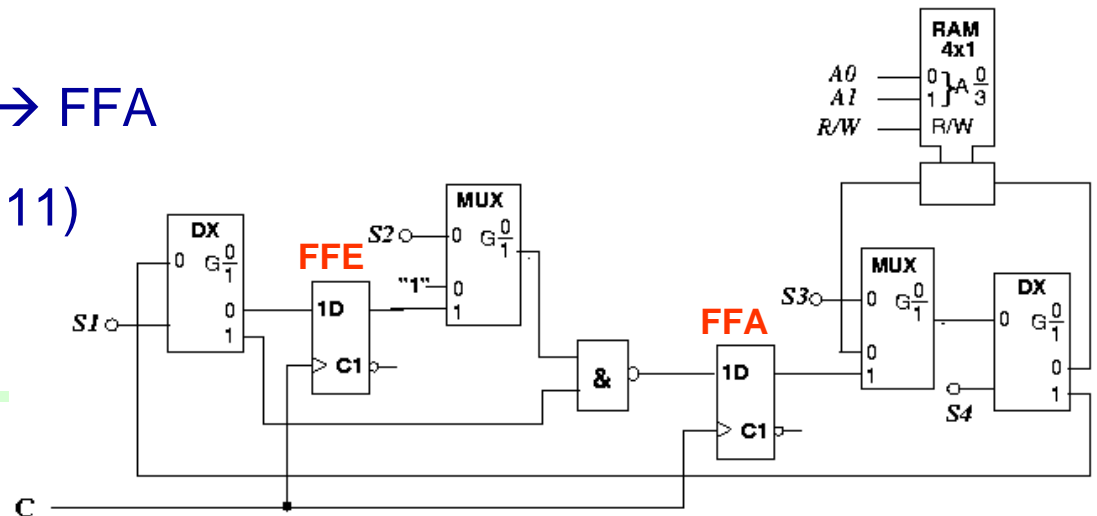 → FFA
11)
RAM
4x1
A0 0 } A 0/3
A1 1
R/W R/W
DX
0 G 0/1
0
1
S1
FFE
1D
C1
MUX
S2 0 G 0/1
"1" 0
1
&
FFA
1D
C1
MUX
S3 0 G 0/1
0
1
DX
0 G 0/1
0
1
S4
C